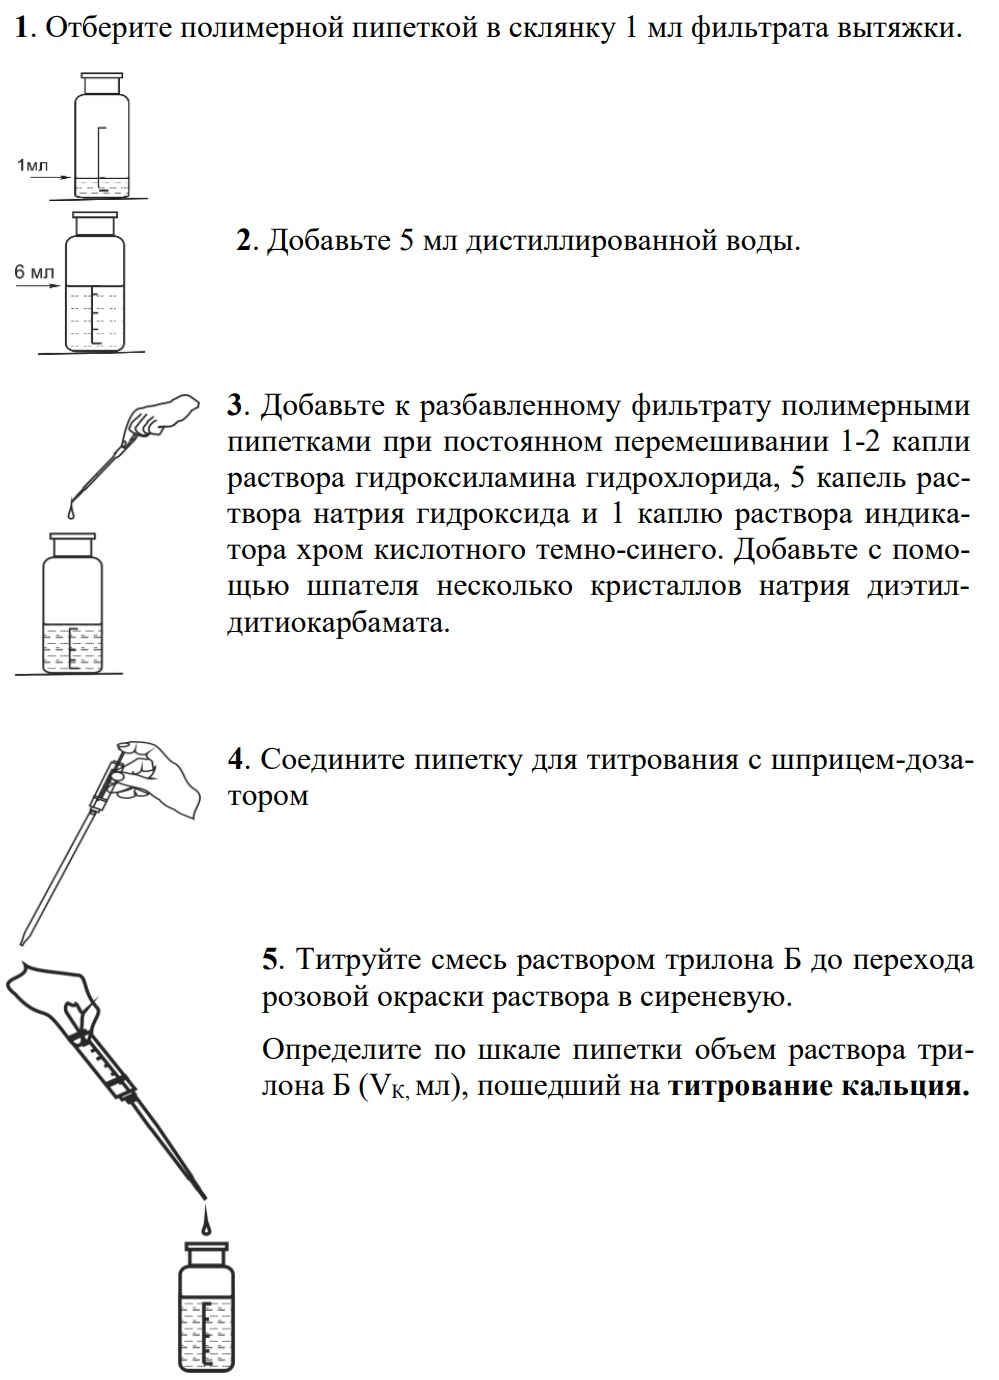 1. Отберите полимерной пипеткой в склянку 1 мл фильтрата вытяжки.
1мл
2. Добавьте 5 мл дистиллированной воды.
6 мл
3. Добавьте к разбавленному фильтрату полимерными
пипетками при постоянном перемешивании 1-2 капли
раствора гидроксиламина гидрохлорида, 5 капель рас-
твора натрия гидроксида и 1 каплю раствора индика-
тора хром кислотного темно-синего. Добавьте с помо-
щью шпателя несколько кристаллов натрия диэтил-
дитиокарбамата.
4. Соедините пипетку для титрования с шприцем-доза-
тором
5. Титруйте смесь раствором трилона Б до перехода
розовой окраски раствора в сиреневую.
Определите по шкале пипетки объем раствора три-
лона Б (VК, мл), пошедший на титрование кальция.